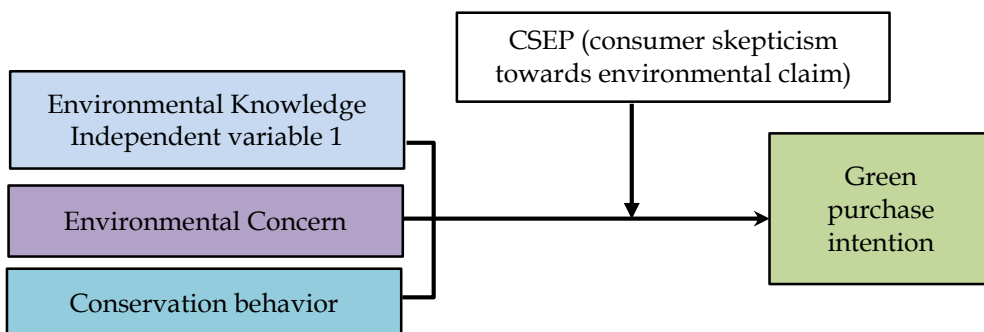 CSEP (consumer skepticism
towards environmental claim)
Environmental Knowledge
Independent variable 1
Environmental Concern
Conservation behavior
Green
purchase
intention